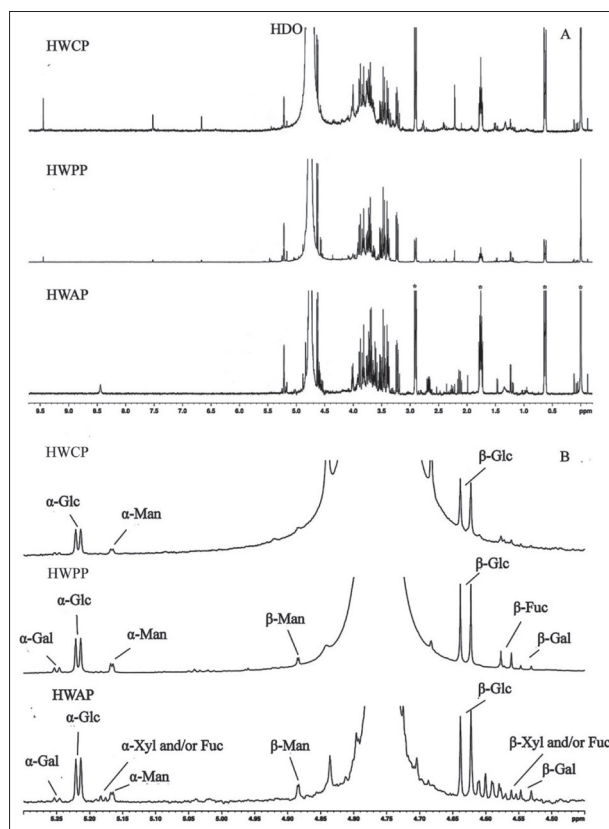 HDO
HWCP
A
HWPP
HWAP
* * * *
9.5 9.0 8.5 8.0 7.5 7.0 6.5 6.0 5.5 5.0 4.5 4.0 3.5 3.0 2.5 2.0 1.5 1.0 0.5 ppm
HWCP
B
β-Glc
α-Glc
α-Man
HWPP
β-Glc
α-Glc
α-Gal
α-Man
β-Man
β-Fuc
β-Gal
HWAP
β-Glc
α-Glc
α-Gal
α-Xyl and/or Fuc
α-Man
β-Man
β-Xyl and/or Fuc
β-Gal
5.25 5.20 5.15 5.10 5.05 5.00 4.95 4.90 4.85 4.80 4.75 4.70 4.65 4.60 4.55 4.50 ppm